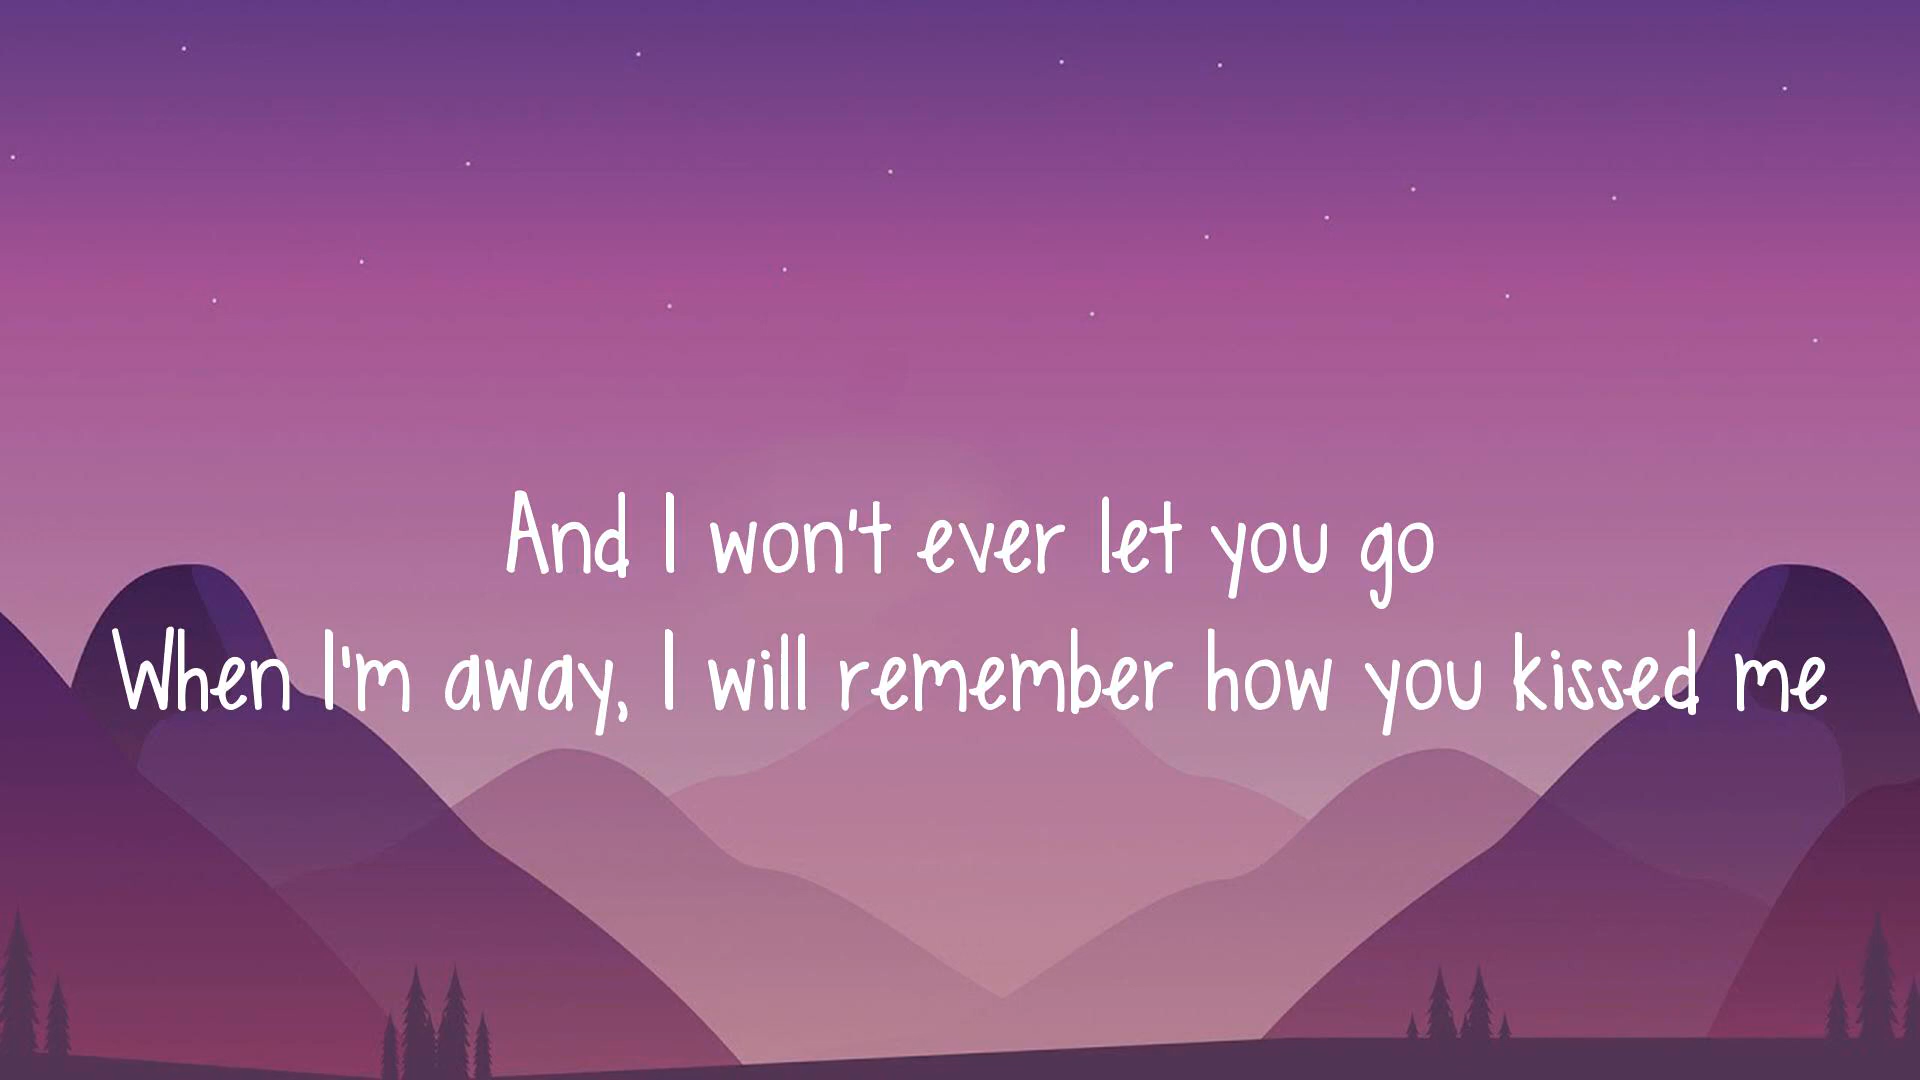 And I won't ever let you go
When I'm away, I will remember how you kissed me